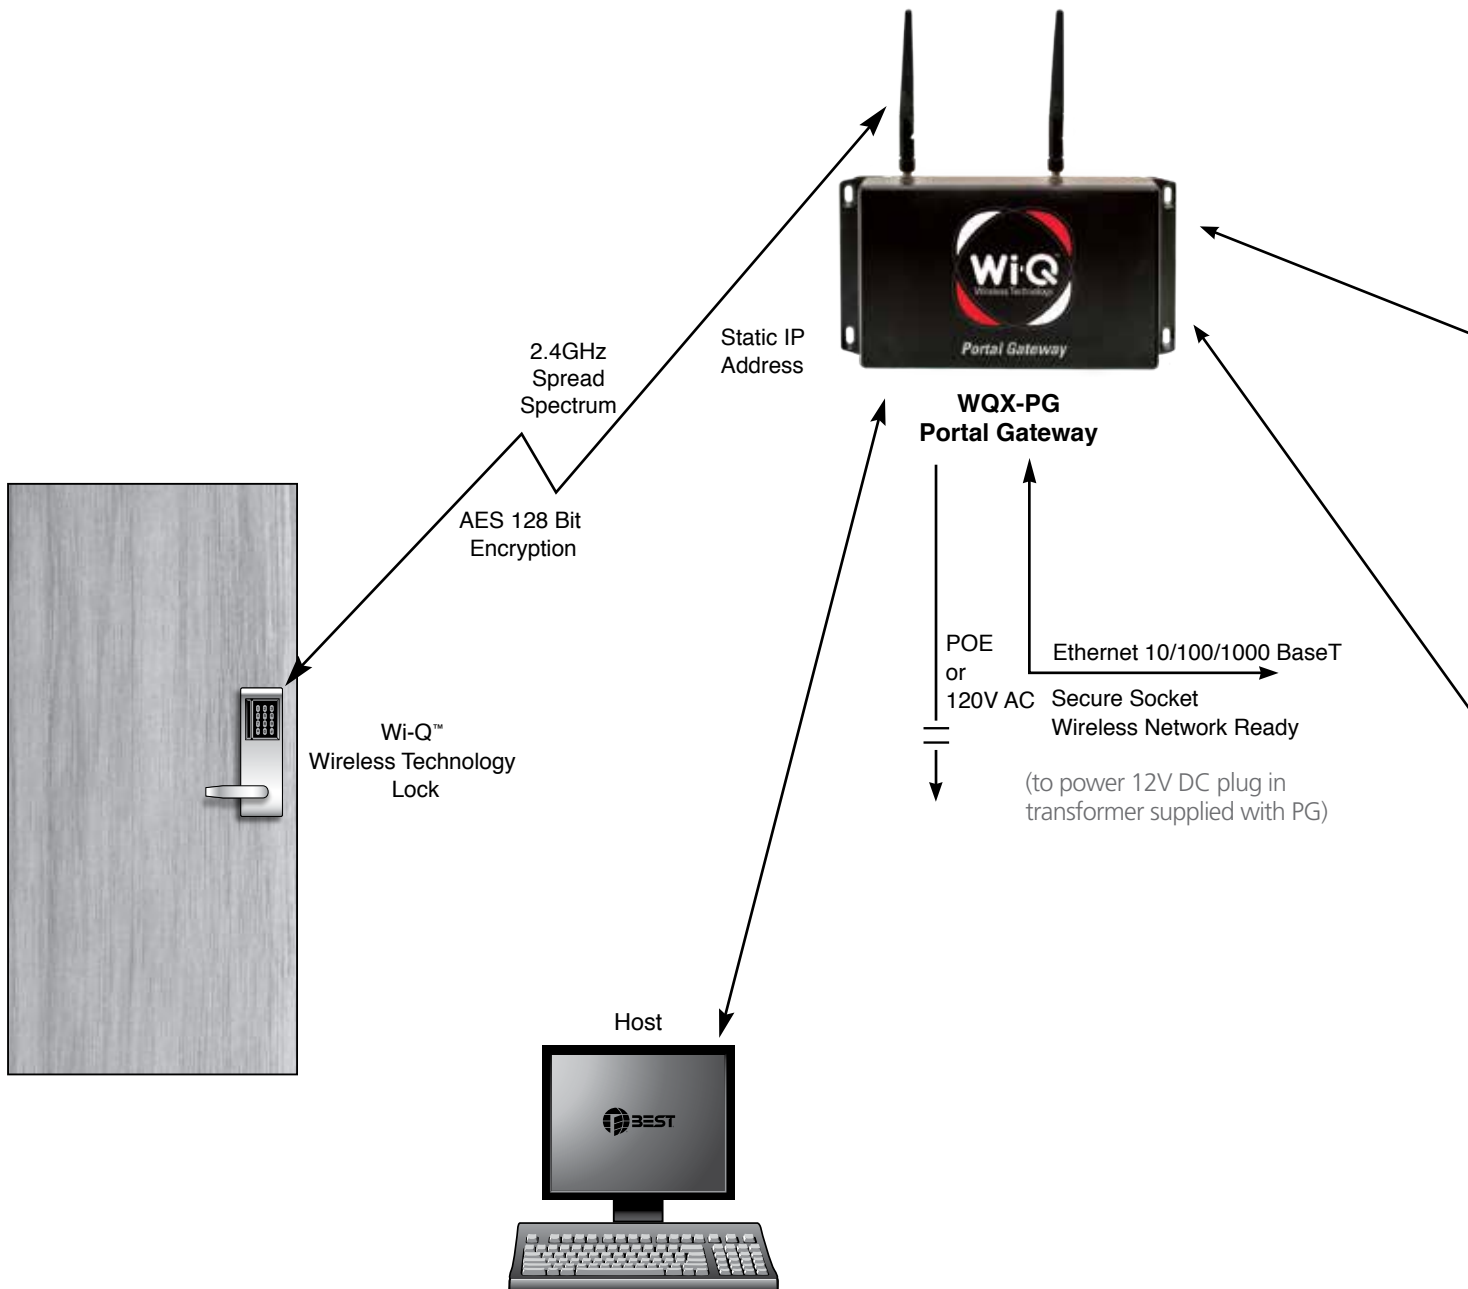 Wi-Q
Wireless Technology
Portal Gateway
Static IP
Address
2.4GHz
Spread
Spectrum
WQX-PG
Portal Gateway
AES 128 Bit
Encryption
POE
or
120V AC
Ethernet 10/100/1000 BaseT
Secure Socket
Wireless Network Ready
(to power 12V DC plug in
transformer supplied with PG)
Wi-Q™
Wireless Technology
Lock
Host
BEST